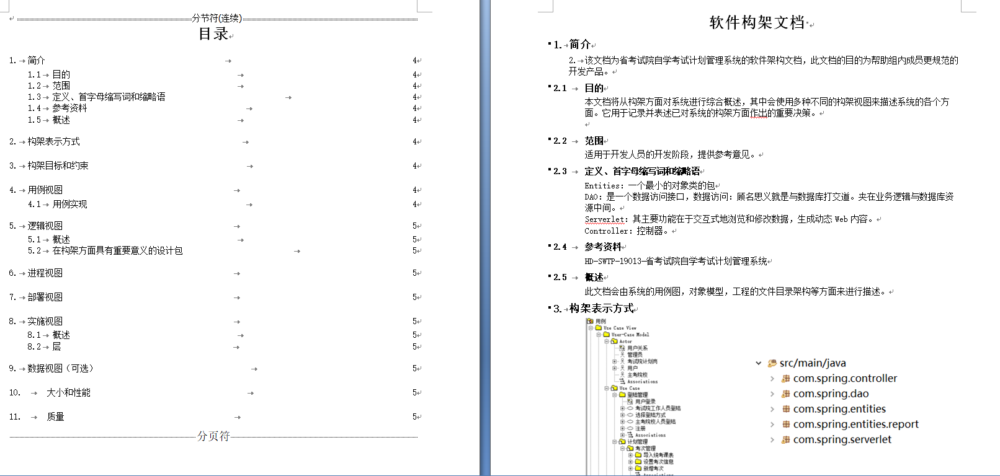 分节符(连续)
目录
1. 简介 4
1.1 目的 4
1.2 范围 4
1.3 定义、首字母缩写词和缩略语 4
1.4 参考资料 4
1.5 概述 4
2. 构架表示方式 4
3. 构架目标和约束 4
4. 用例视图 4
4.1 用例实现 4
5. 逻辑视图 5
5.1 概述 5
5.2 在构架方面具有重要意义的设计包 5
6. 进程视图 5
7. 部署视图 5
8. 实施视图 5
8.1 概述 5
8.2 层 5
9. 数据视图（可选） 5
10. 大小和性能 5
11. 质量 5
分页符
软件构架文档
1. 简介
2. 该文档为省考试院自学考试计划管理系统的软件架构文档，此文档的目的为帮助组内成员更规范的
开发产品。
2.1 目的
本文档将从构架方面对系统进行综合概述，其中会使用多种不同的构架视图来描述系统的各个方
面。它用于记录并表述已对系统的构架方面作出的重要决策。
2.2 范围
适用于开发人员的开发阶段，提供参考意见。
2.3 定义、首字母缩写词和缩略语
Entities：一个最小的对象类的包
DAO：是一个数据访问接口，数据访问：顾名思义就是与数据库打交道。夹在业务逻辑与数据库资
源中间。
Serverlet：其主要功能在于交互式地浏览和修改数据，生成动态 Web 内容。
Controller：控制器。
2.4 参考资料
HD-SWTP-19013-省考试院自学考试计划管理系统
2.5 概述
此文档会由系统的用例图，对象模型，工程的文件目录架构等方面来进行描述。
3. 构架表示方式
用例
Use Case View
User-Case Model
Actor
用户关系
管理员
考试院计划岗
用户
主考院校
Associations
Use Case
登陆管理
用户登录
考试院工作人员登陆
选择登陆方式
主考院校人员登陆
注册
Associations
计划管理
考次管理
导入统考课表
设置考次信息
新增考次
Associations
src/main/java
com.spring.controller
com.spring.dao
com.spring.entities
com.spring.entities.report
com.spring.serverlet